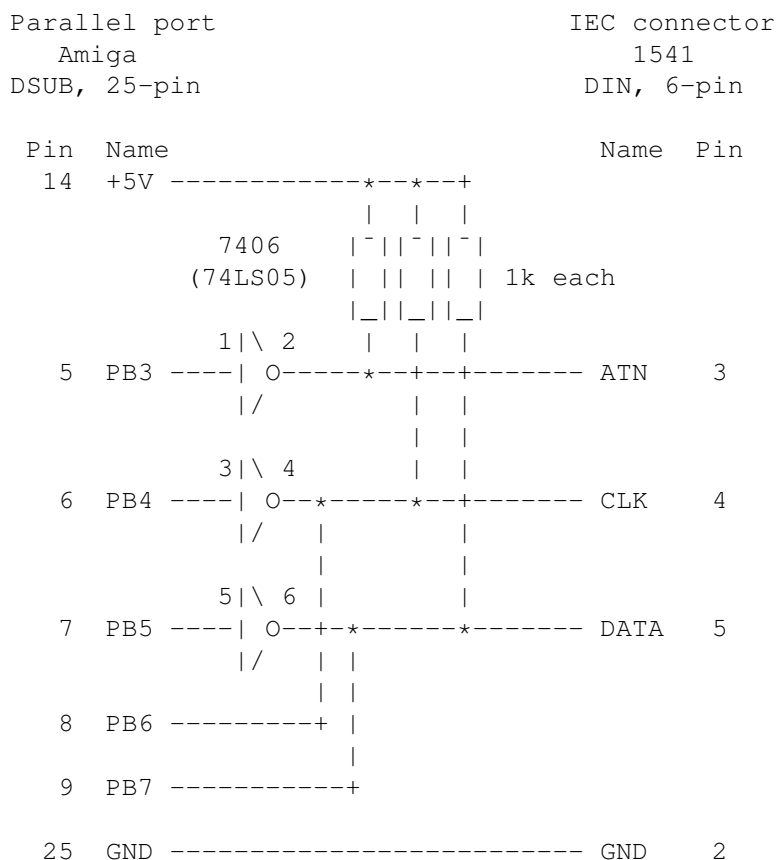 Parallel port                      IEC connector
   Amiga                               1541
DSUB, 25-pin                        DIN, 6-pin

 Pin  Name                           Name  Pin
  14  +5V ------------*--*--+
                      |  |  |
             7406    |¯||¯||¯|
           (74LS05)  | || || | 1k each
                     |_||_||_|
             1|\ 2    |  |  |
   5  PB3 ----| O-----*--+--+------- ATN    3
              |/         |  |
                         |  |
             3|\ 4       |  |
   6  PB4 ----| O--*-----*--+------- CLK    4
              |/   |        |
                   |        |
             5|\ 6 |        |
   7  PB5 ----| O--+-*------*------- DATA   5
              |/   | |
                   | |
   8  PB6 ---------+ |
                     |
   9  PB7 -----------+

  25  GND -------------------------- GND    2